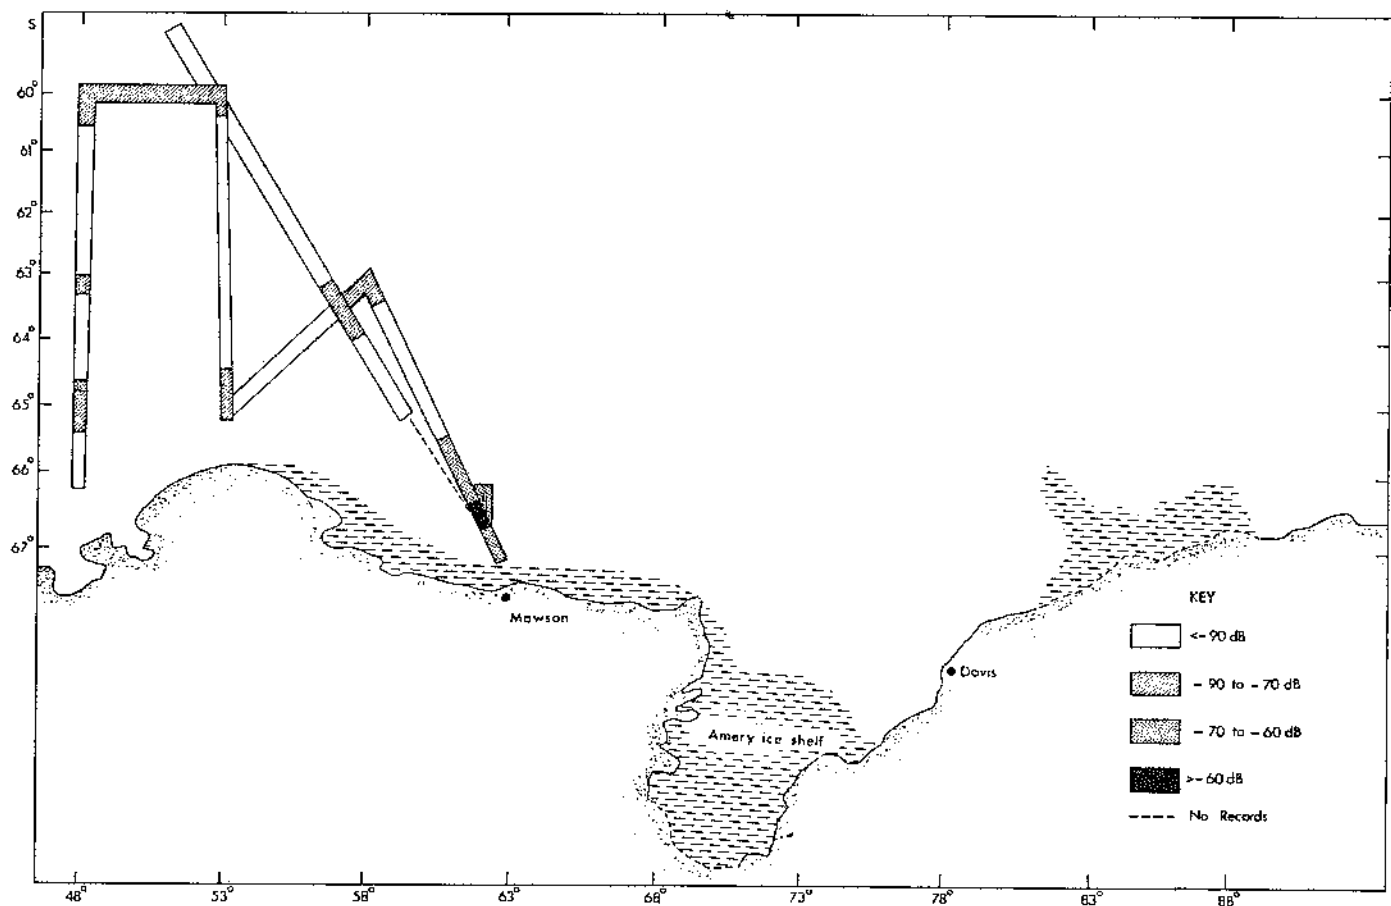 S
60°
61°
62°
63°
64°
65°
66°
67°
Mawson
Davis
Amery ice shelf
KEY
<-90 dB
-90 to -70 dB
-70 to -60 dB
>-60 dB
No Records
48°
53°
58°
63°
68°
73°
78°
83°
88°